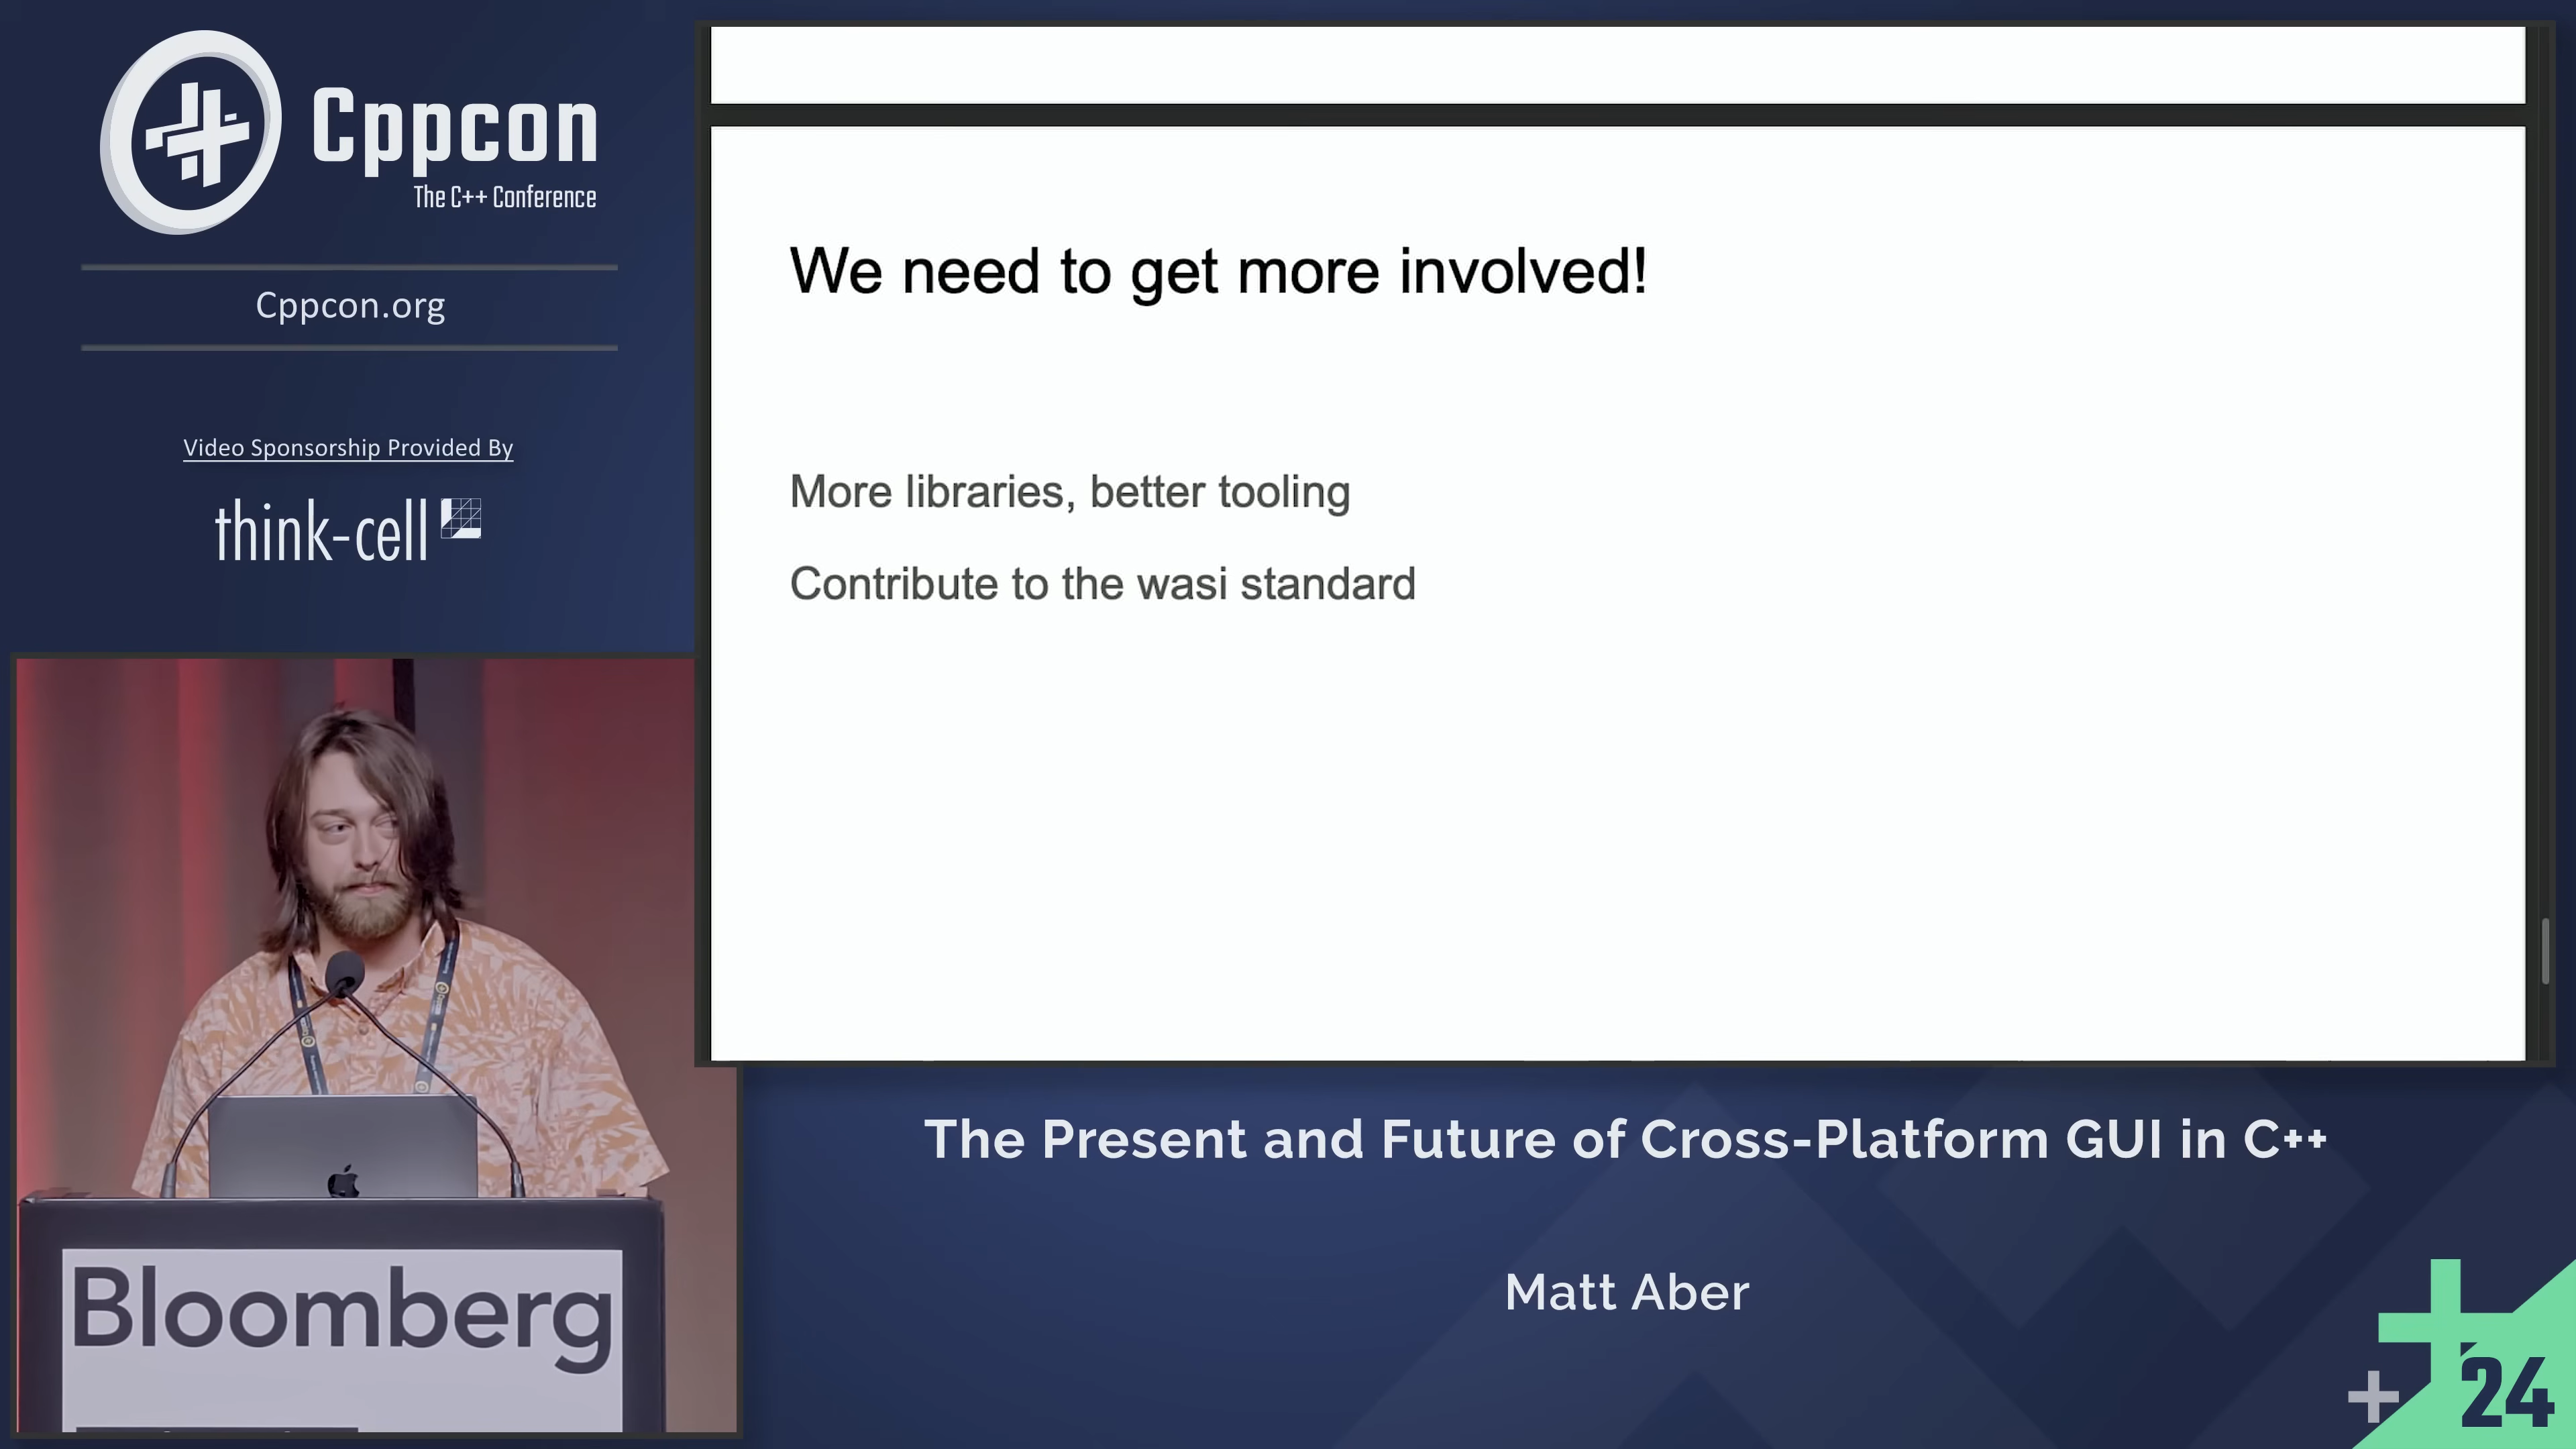 Cppcon
The C++ Conference
Cppcon.org
Video Sponsorship Provided By
think-cell
We need to get more involved!
More libraries, better tooling
Contribute to the wasi standard
Bloomberg
The Present and Future of Cross-Platform GUI in C++
Matt Aber
24